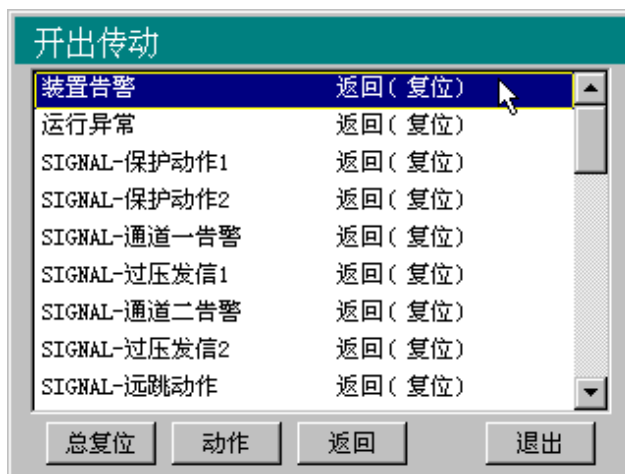 开出传动
装置告警 返回( 复位)
运行异常 返回( 复位)
SIGNAL-保护动作1 返回( 复位)
SIGNAL-保护动作2 返回( 复位)
SIGNAL-通道一告警 返回( 复位)
SIGNAL-过压发信1 返回( 复位)
SIGNAL-通道二告警 返回( 复位)
SIGNAL-过压发信2 返回( 复位)
SIGNAL-远跳动作 返回( 复位)
总复位 动作 返回 退出